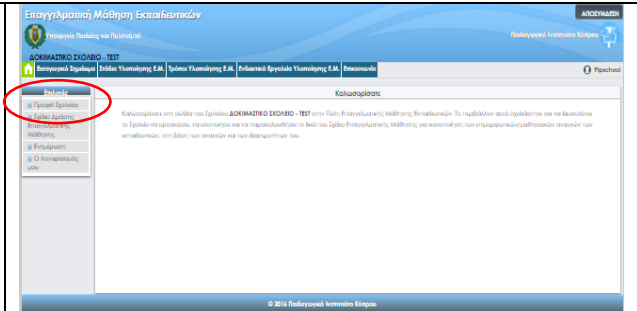 Επαγγελματική Μάθηση Εκπαιδευτικών
ΑΠΟΣΥΝΔΕΣΗ
Υπουργείο Παιδείας και Πολιτισμού
Παιδαγωγικό Ινστιτούτο Κύπρου
ΔΟΚΙΜΑΣΤΙΚΟ ΣΧΟΛΕΙΟ - TEST
Εισαγωγικό Σημείωμα Στάδια Υλοποίησης Ε.Μ. Τρόποι Υλοποίησης Ε.Μ. Ενδεικτικά Εργαλεία Υλοποίησης Ε.Μ. Επικοινωνία Pipschool
Επιλογές
Προφίλ Σχολείου
Σχέδιο Δράσης
Επαγγελματικής
Μάθησης
Ενημέρωση
Ο Λογαριασμός
μου
Καλωσορίσατε
Καλωσορίσατε στη σελίδα του Σχολείου ΔΟΚΙΜΑΣΤΙΚΟ ΣΧΟΛΕΙΟ - TEST στην Πύλη Επαγγελματικής Μάθησης Εκπαιδευτικών. Το περιβάλλον αυτό σχεδιάστηκε για να διευκολύνει
το Σχολείο να οργανώσει, να υλοποιήσει και να παρακολουθήσει το δικό του Σχέδιο Επαγγελματικής Μάθησης για ικανοποίηση των επιμορφωτικών/μαθησιακών αναγκών των
εκπαιδευτικών, στη βάση των αναγκών και των ιδιαιτεροτήτων του.
© 2016 Παιδαγωγικό Ινστιτούτο Κύπρου